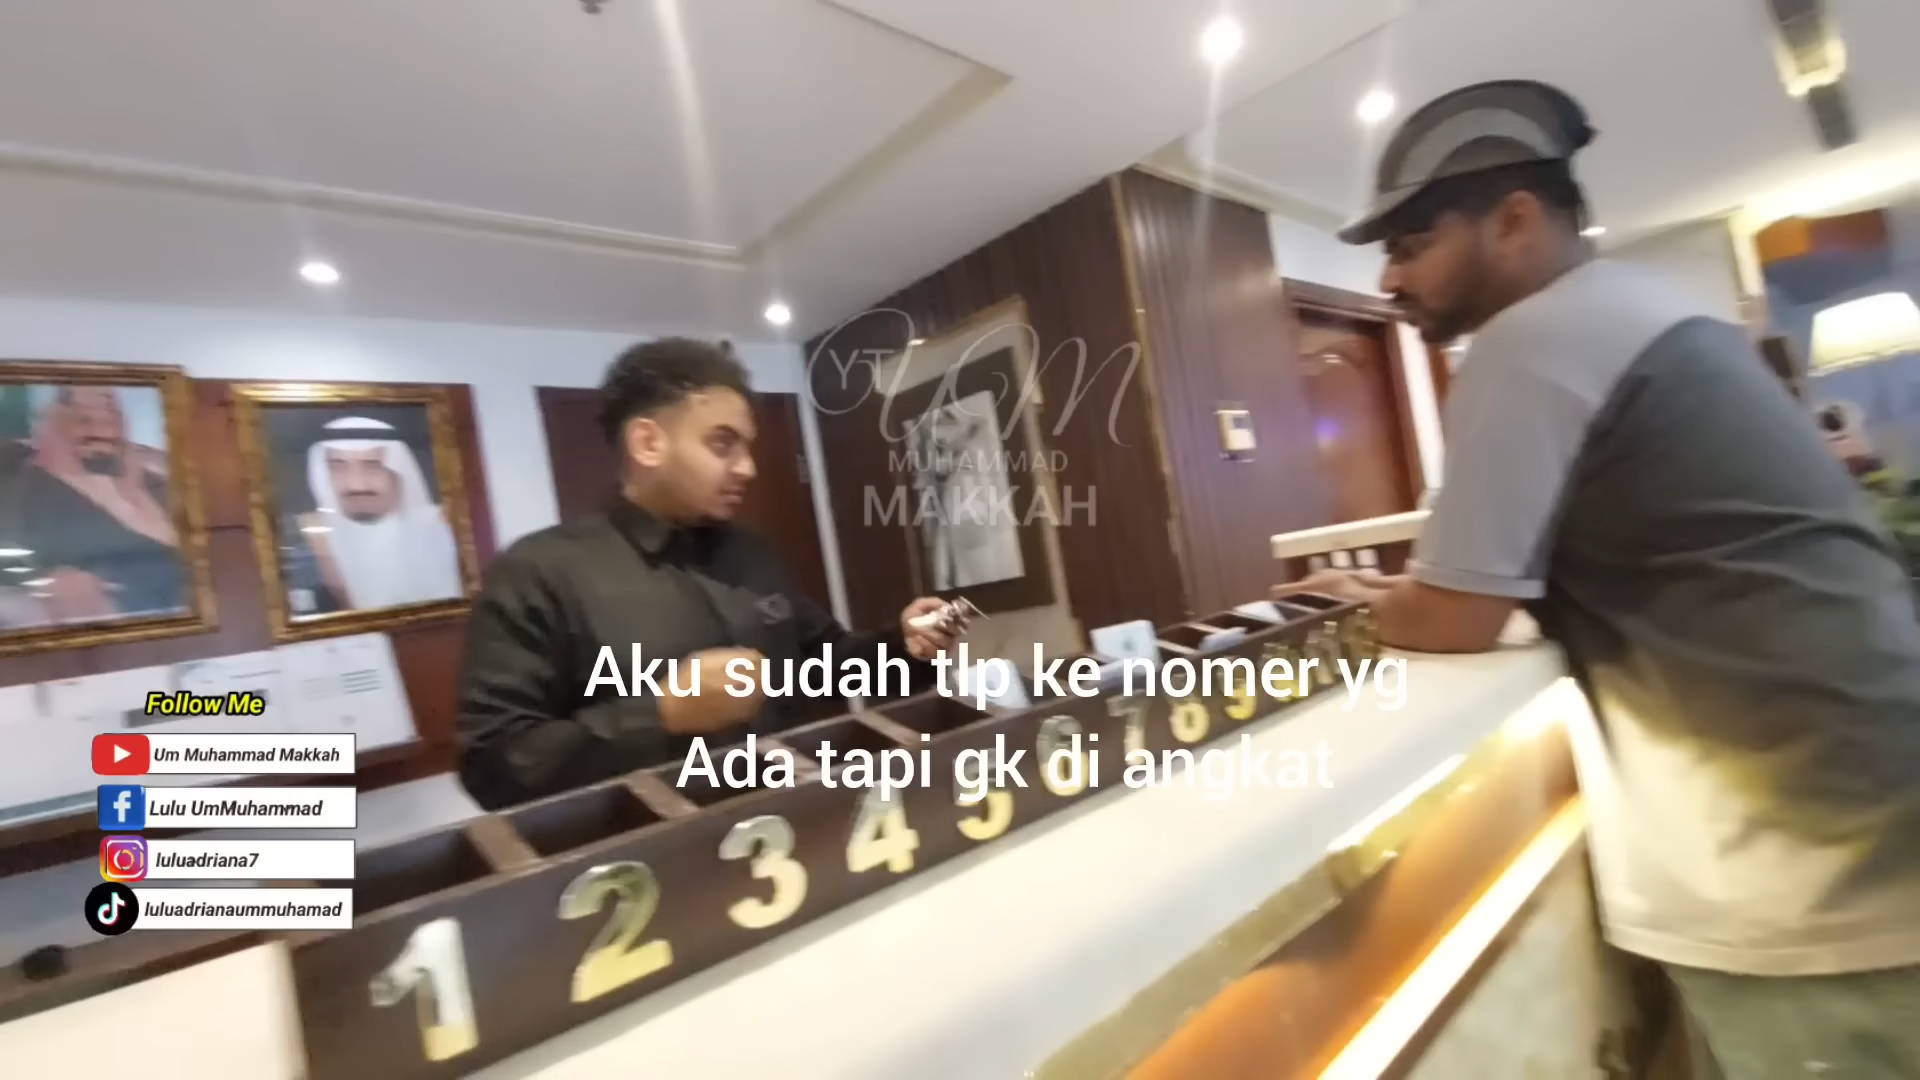 YT UM
MUHAMMAD
MAKKAH
Aku sudah tlp ke nomer yg
Ada tapi gk di angkat
Follow Me
Um Muhammad Makkah
Lulu UmMuhammad
luluadriana7
luluadrianaummuhamad
1 2 3 4 5 6 7 8 9